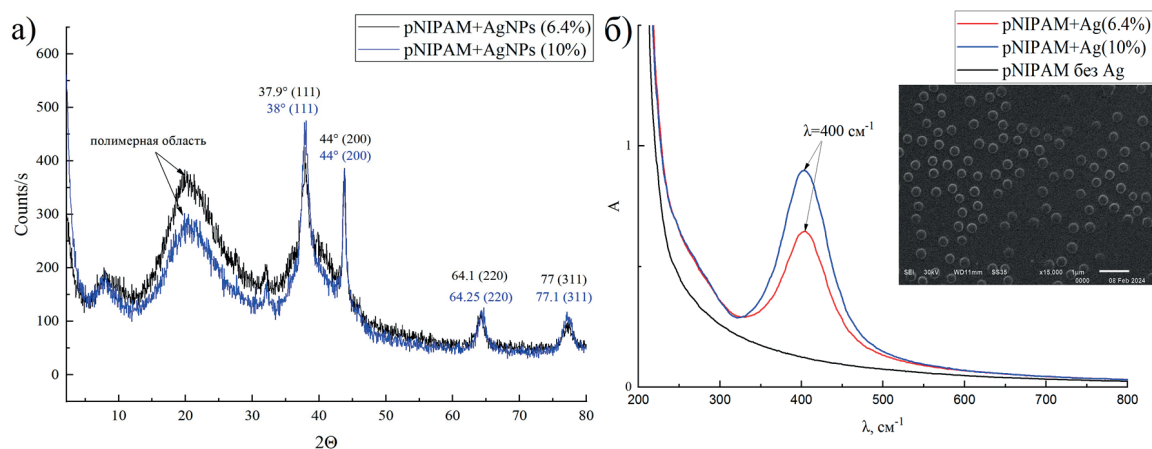 а)
pNIPAM+AgNPs (6.4%)
pNIPAM+AgNPs (10%)
600
500
400
300
200
100
0
Counts/s
полимерная область
37.9° (111)
38° (111)
44° (200)
44° (200)
64.1 (220)
64.25 (220)
77 (311)
77.1 (311)
10
20
30
40
50
60
70
80
2Θ
б)
pNIPAM+Ag(6.4%)
pNIPAM+Ag(10%)
pNIPAM без Ag
λ=400 см⁻¹
1
0
A
200
300
400
500
600
700
800
λ, см⁻¹
SEI 30kV WD11mm SS35 x15,000 1μm
0000 08 Feb 2024